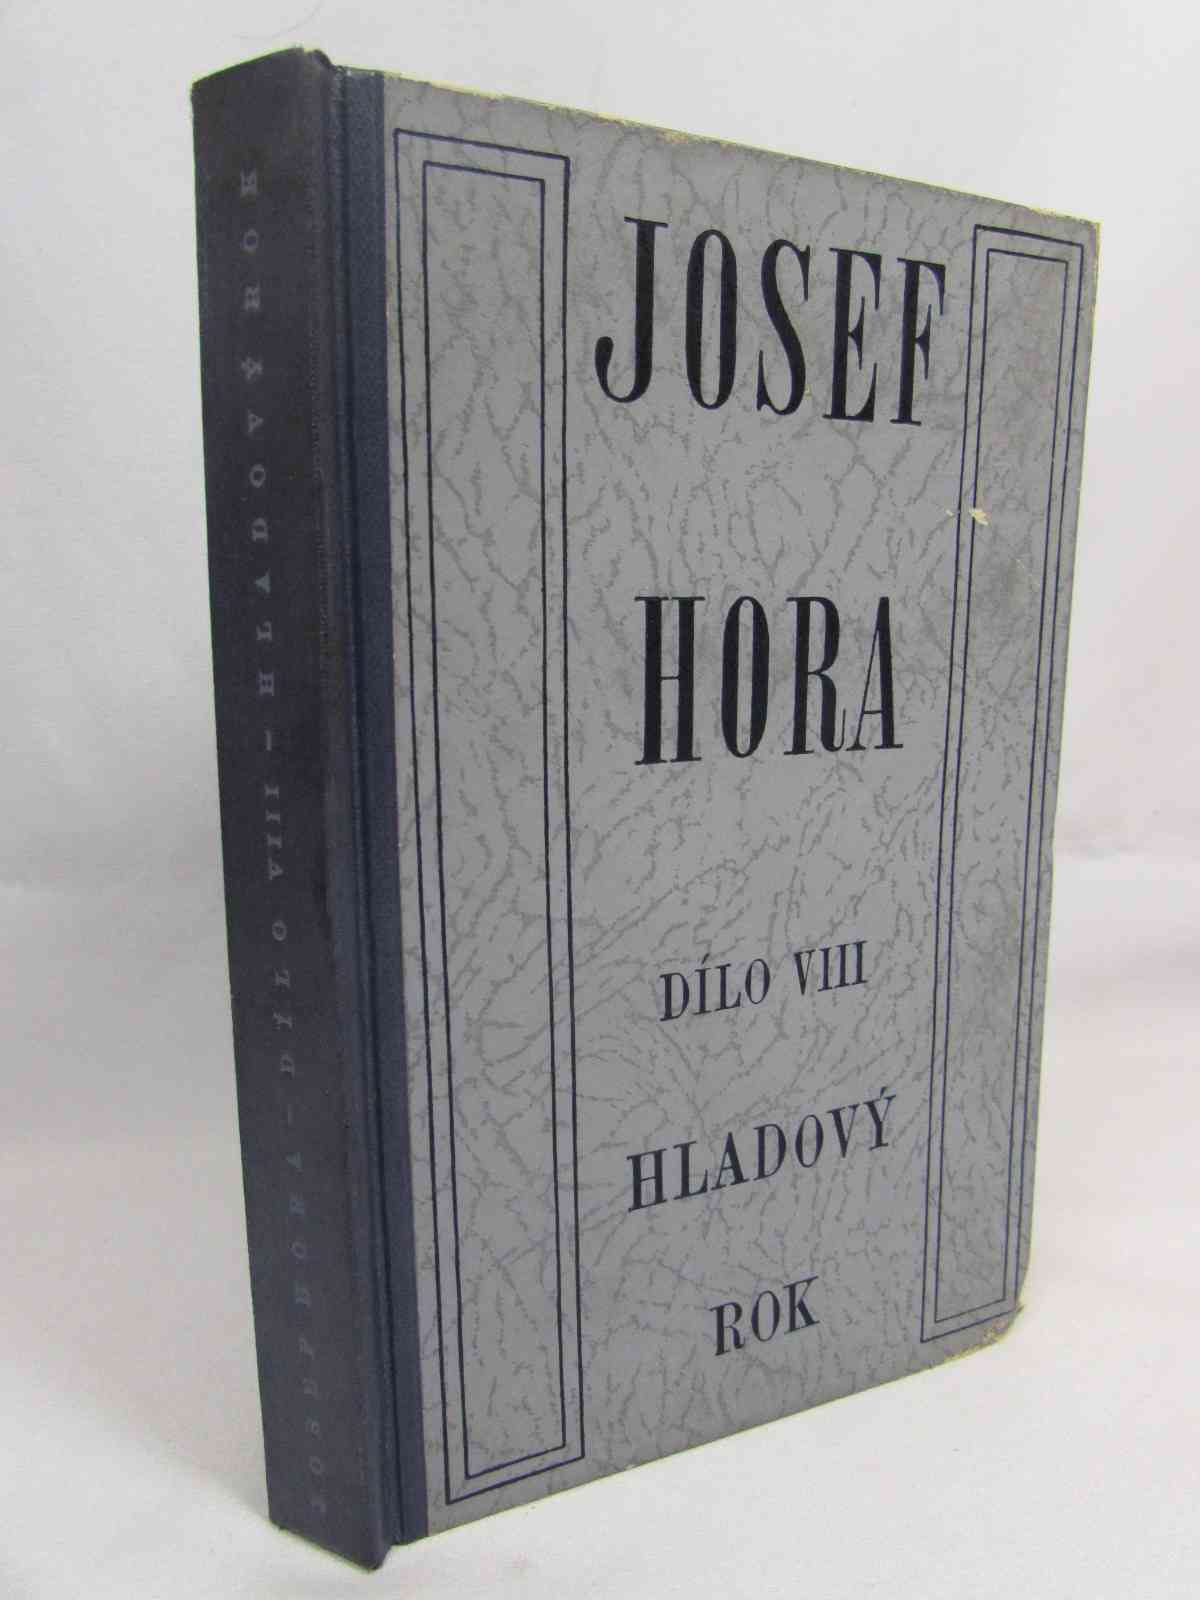 JOSEF
HORA
DÍLO VIII
HLADOVÝ
ROK
JOSEF HORA – DÍLO VIII – HLADOVÝ ROK